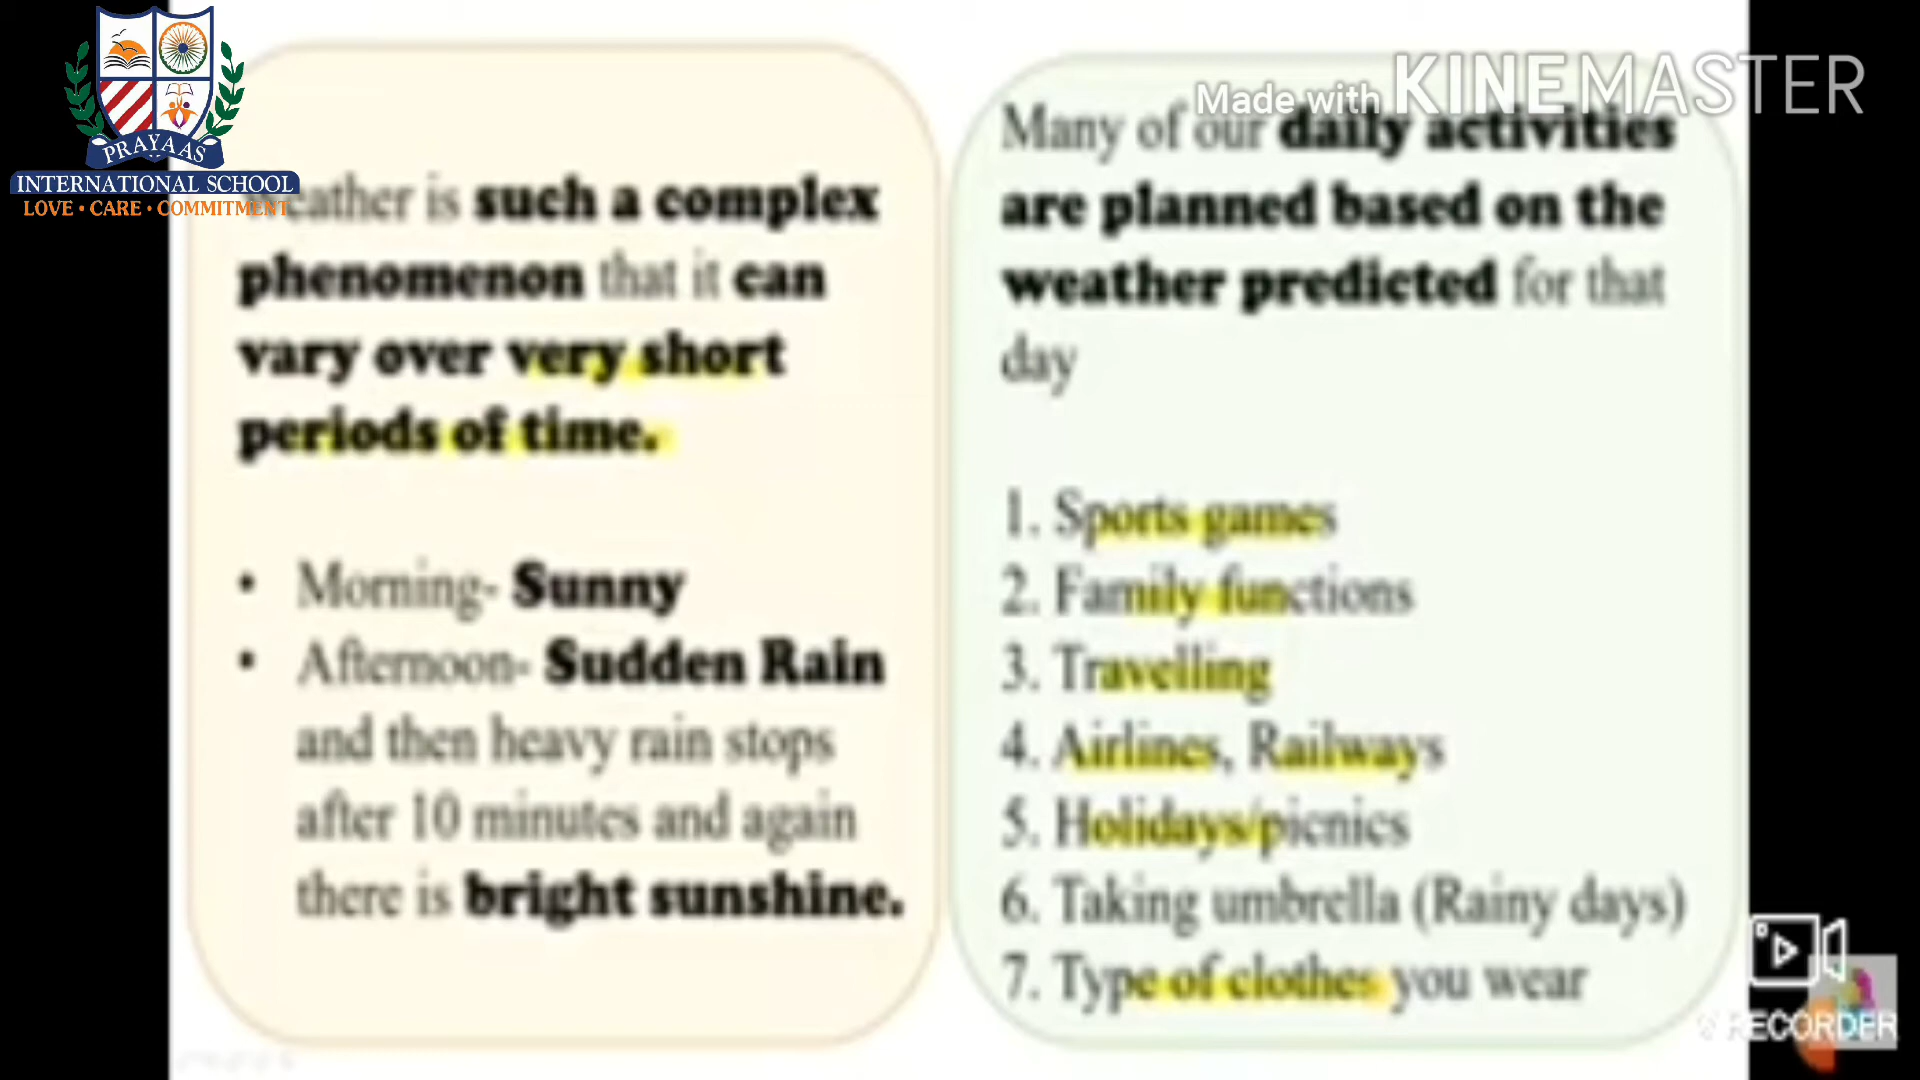 PRAYAAS
INTERNATIONAL SCHOOL
LOVE • CARE • COMMITMENT
eather is such a complex
phenomenon that it can
vary over very short
periods of time.
• Morning- Sunny
• Afternoon- Sudden Rain
and then heavy rain stops
after 10 minutes and again
there is bright sunshine.
Made with KINEMASTER
Many of our daily activities
are planned based on the
weather predicted for that
day
1. Sports games
2. Family functions
3. Travelling
4. Airlines, Railways
5. Holidays/picnics
6. Taking umbrella (Rainy days)
7. Type of clothes you wear
RECORDER